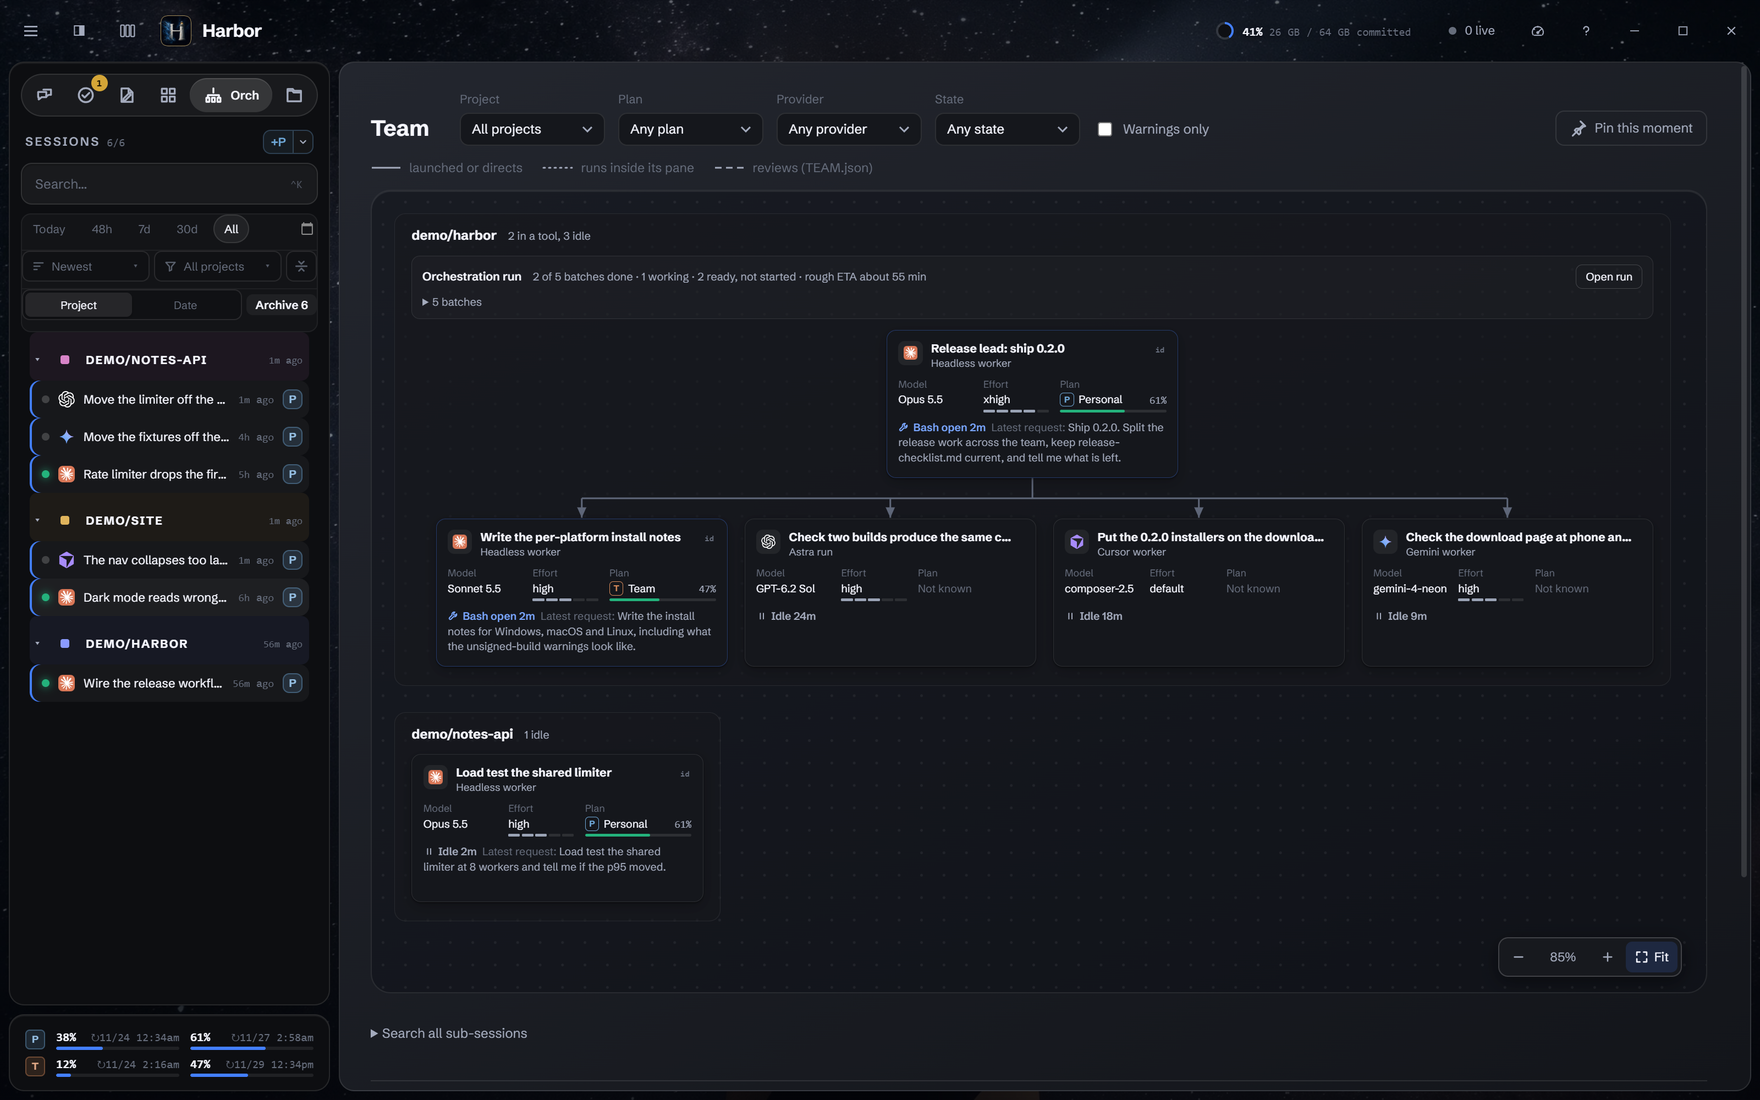 Harbor
41% 26 GB / 64 GB committed
0 live
?
1
Orch
SESSIONS 6/6
+P
Search...
^K
Today 48h 7d 30d All
Newest
All projects
Project Date Archive 6
DEMO/NOTES-API 1m ago
Move the limiter off the ... 1m ago P
Move the fixtures off the... 4h ago P
Rate limiter drops the fir... 5h ago P
DEMO/SITE 1m ago
The nav collapses too la... 1m ago P
Dark mode reads wrong... 6h ago P
DEMO/HARBOR 56m ago
Wire the release workfl... 56m ago P
P 38% 11/24 12:34am 61% 11/27 2:58am
T 12% 11/24 2:16am 47% 11/29 12:34pm
Team
Project
All projects
Plan
Any plan
Provider
Any provider
State
Any state
Warnings only
Pin this moment
launched or directs
runs inside its pane
reviews (TEAM.json)
demo/harbor 2 in a tool, 3 idle
Orchestration run 2 of 5 batches done · 1 working · 2 ready, not started · rough ETA about 55 min
Open run
5 batches
Release lead: ship 0.2.0 id
Headless worker
Model Effort Plan
Opus 5.5 xhigh P Personal 61%
Bash open 2m Latest request: Ship 0.2.0. Split the
release work across the team, keep release-
checklist.md current, and tell me what is left.
Write the per-platform install notes id
Headless worker
Model Effort Plan
Sonnet 5.5 high T Team 47%
Bash open 2m Latest request: Write the install
notes for Windows, macOS and Linux, including what
the unsigned-build warnings look like.
Check two builds produce the same c...
Astra run
Model Effort Plan
GPT-6.2 Sol high Not known
Idle 24m
Put the 0.2.0 installers on the downloa...
Cursor worker
Model Effort Plan
composer-2.5 default Not known
Idle 18m
Check the download page at phone an...
Gemini worker
Model Effort Plan
gemini-4-neon high Not known
Idle 9m
demo/notes-api 1 idle
Load test the shared limiter id
Headless worker
Model Effort Plan
Opus 5.5 high P Personal 61%
Idle 2m Latest request: Load test the shared
limiter at 8 workers and tell me if the p95 moved.
− 85% + Fit
Search all sub-sessions